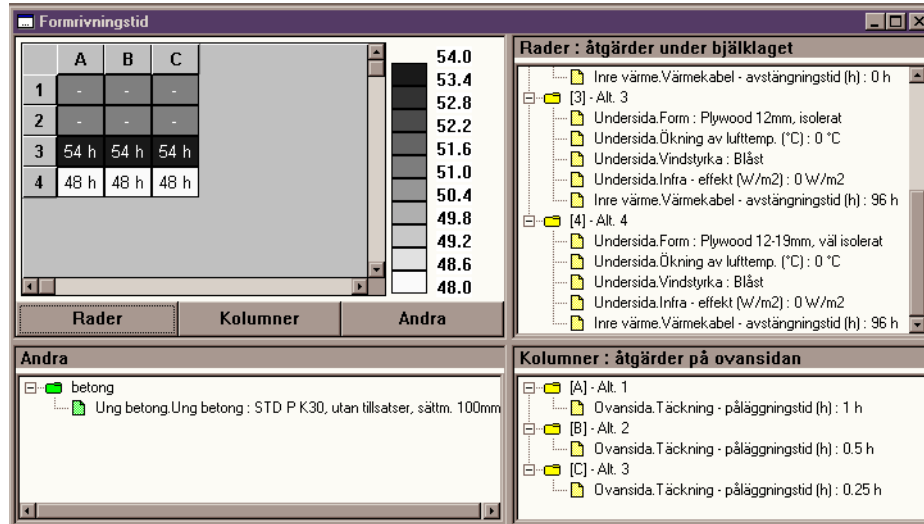 Formrivningstid
A B C
1 - - -
2 - - -
3 54 h 54 h 54 h
4 48 h 48 h 48 h
54.0
53.4
52.8
52.2
51.6
51.0
50.4
49.8
49.2
48.6
48.0
Rader Kolumner Andra
Rader : åtgärder under bjälklaget
Inre värme.Värmekabel - avstängningstid (h) : 0 h
[3] - Alt. 3
Undersida.Form : Plywood 12mm, isolerat
Undersida.Ökning av lufttemp. (°C) : 0 °C
Undersida.Vindstyrka : Blåst
Undersida.Infra - effekt (W/m2) : 0 W/m2
Inre värme.Värmekabel - avstängningstid (h) : 96 h
[4] - Alt. 4
Undersida.Form : Plywood 12-19mm, väl isolerat
Undersida.Ökning av lufttemp. (°C) : 0 °C
Undersida.Vindstyrka : Blåst
Undersida.Infra - effekt (W/m2) : 0 W/m2
Inre värme.Värmekabel - avstängningstid (h) : 96 h
Andra
betong
Ung betong.Ung betong : STD P K30, utan tillsatser, sättm. 100mm
Kolumner : åtgärder på ovansidan
[A] - Alt. 1
Ovansida.Täckning - påläggningstid (h) : 1 h
[B] - Alt. 2
Ovansida.Täckning - påläggningstid (h) : 0.5 h
[C] - Alt. 3
Ovansida.Täckning - påläggningstid (h) : 0.25 h